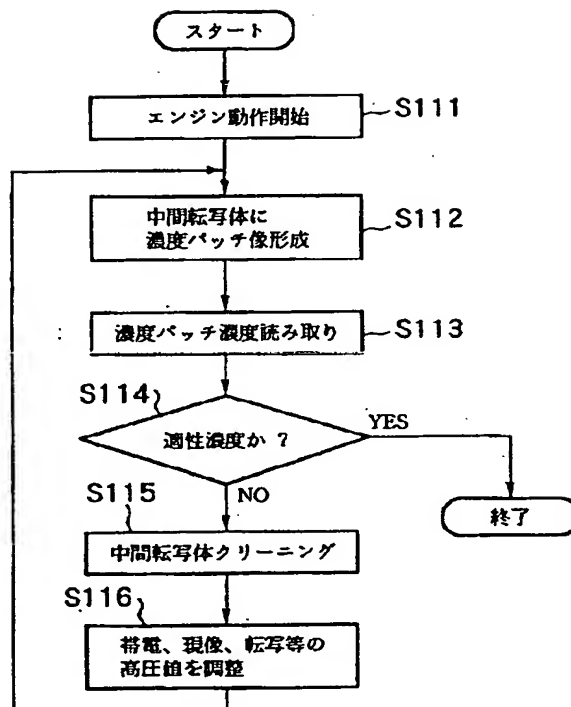 スタート
エンジン動作開始
S111
中間転写体に
濃度パッチ像形成
S112
濃度パッチ濃度読み取り
S113
S114
適性濃度か ?
YES
NO
終了
S115
中間転写体クリーニング
S116
帯電、現像、転写等の
高圧値を調整